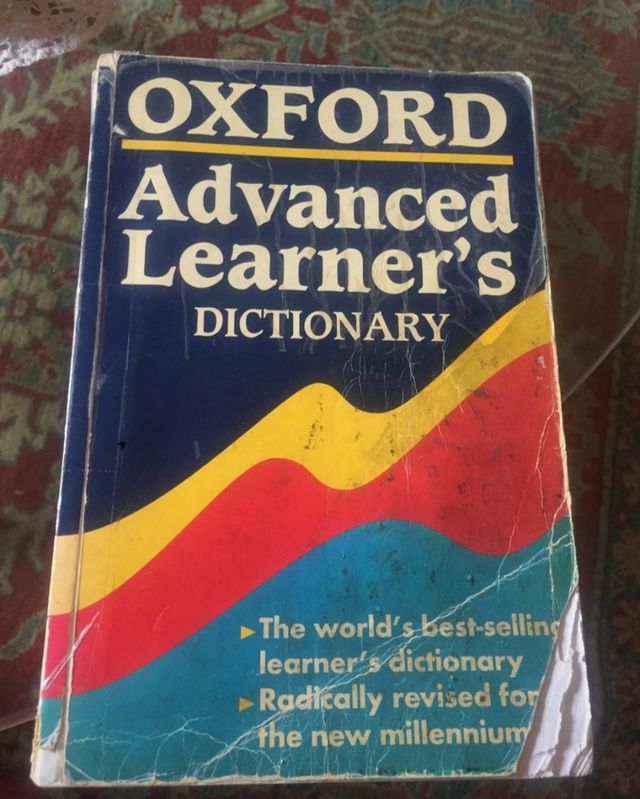 OXFORD
Advanced
Learner's
DICTIONARY
The world's best-selling
learner's dictionary
Radically revised for
the new millennium